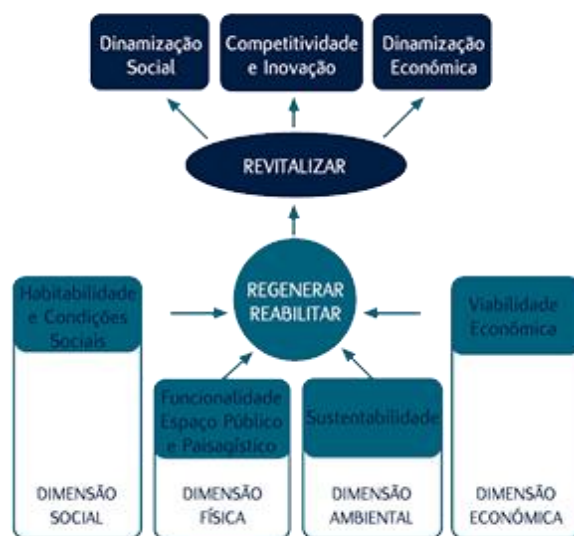 Dinamização
Social
Competitividade
e Inovação
Dinamização
Económica
REVITALIZAR
REGENERAR
REABILITAR
Habitabilidade
e Condições
Sociais
Viabilidade
Económica
Funcionalidade
Espaço Público
e Paisagístico
Sustentabilidade
DIMENSÃO
SOCIAL
DIMENSÃO
FÍSICA
DIMENSÃO
AMBIENTAL
DIMENSÃO
ECONÓMICA